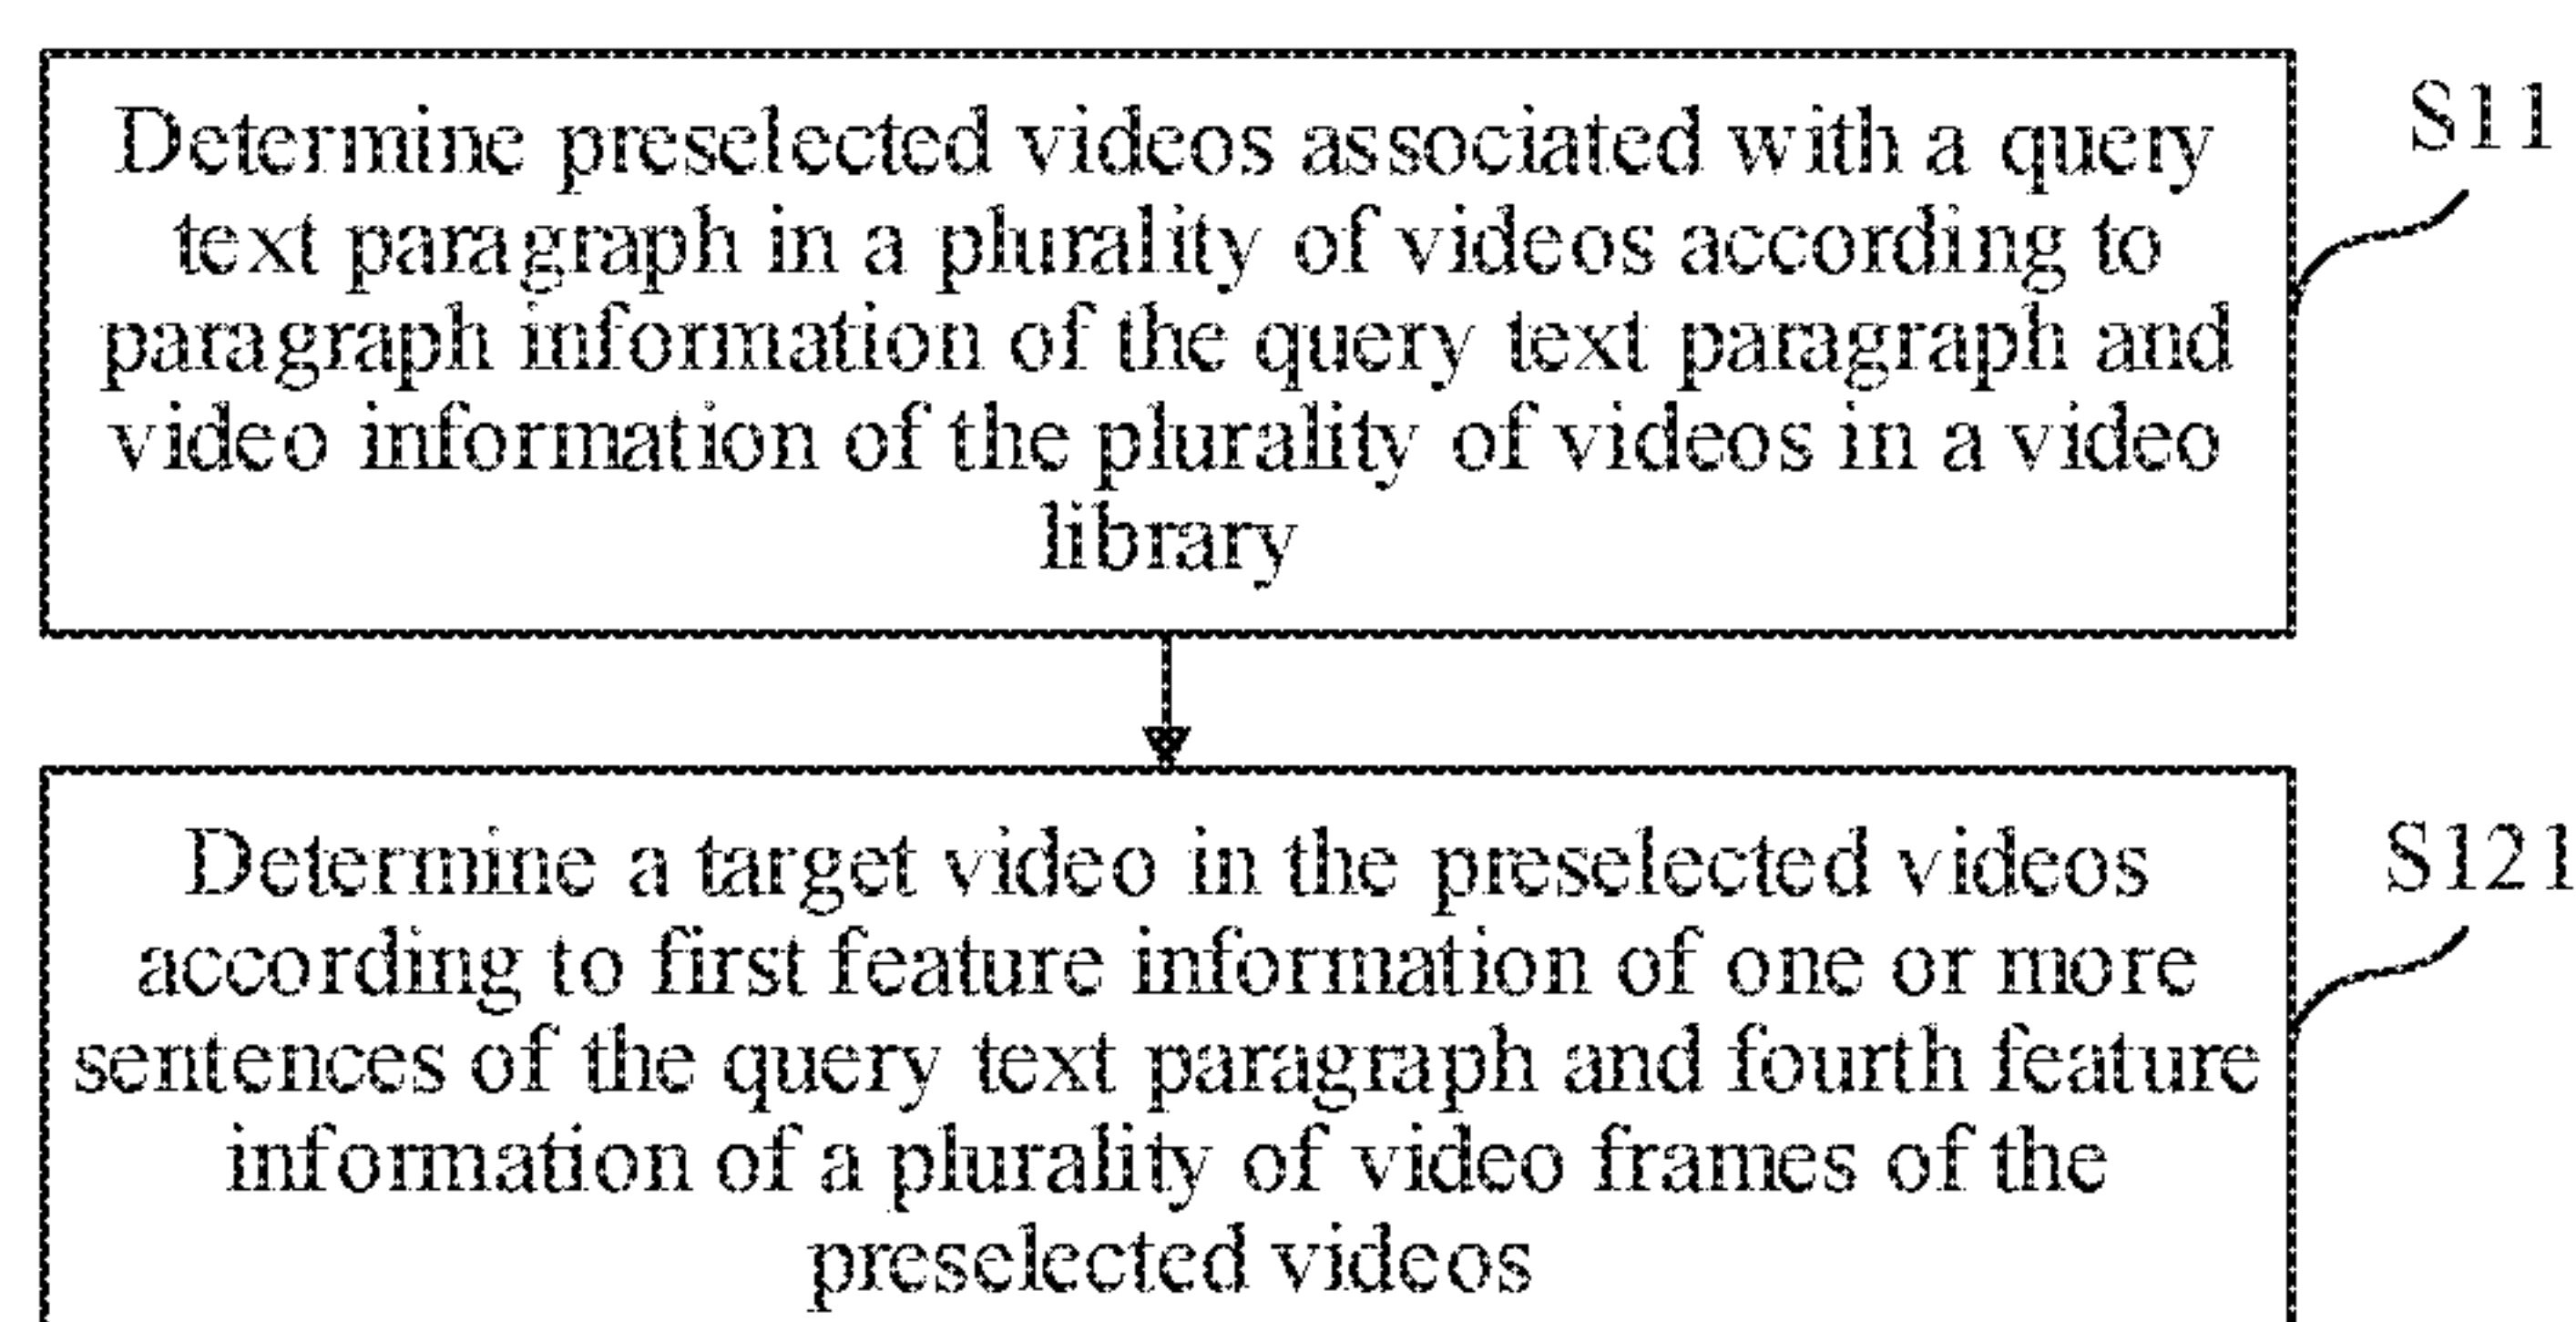 Determine preselected videos associated with a query
text paragraph in a plurality of videos according to
paragraph information of the query text paragraph and
video information of the plurality of videos in a video
library
S11
Determine a target video in the preselected videos
according to first feature information of one or more
sentences of the query text paragraph and fourth feature
information of a plurality of video frames of the
preselected videos
S121